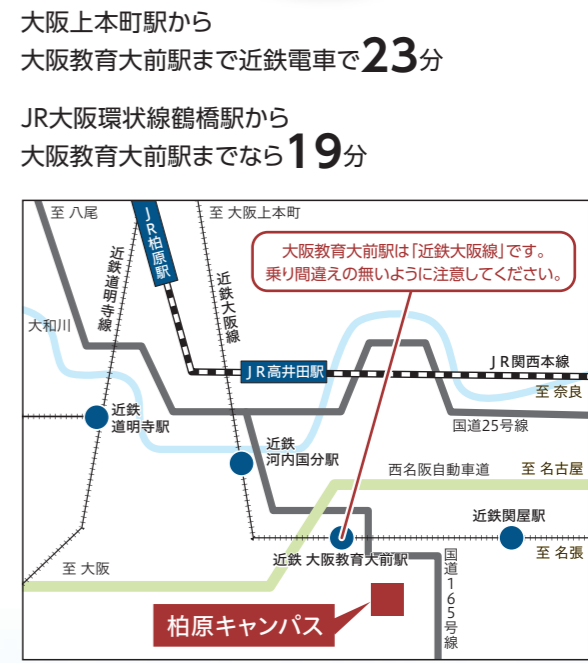 大阪上本町駅から
大阪教育大前駅まで近鉄電車で23分
JR大阪環状線鶴橋駅から
大阪教育大前駅までなら19分
至 八尾
JR柏原駅
至 大阪上本町
大阪教育大前駅は「近鉄大阪線」です。
乗り間違えの無いように注意してください。
近鉄道明寺線
近鉄大阪線
大和川
JR高井田駅
JR関西本線
至 奈良
近鉄
道明寺駅
国道25号線
近鉄
河内国分駅
西名阪自動車道
至 名古屋
近鉄関屋駅
近鉄 大阪教育大前駅
至 名張
至 大阪
国道165号線
柏原キャンパス